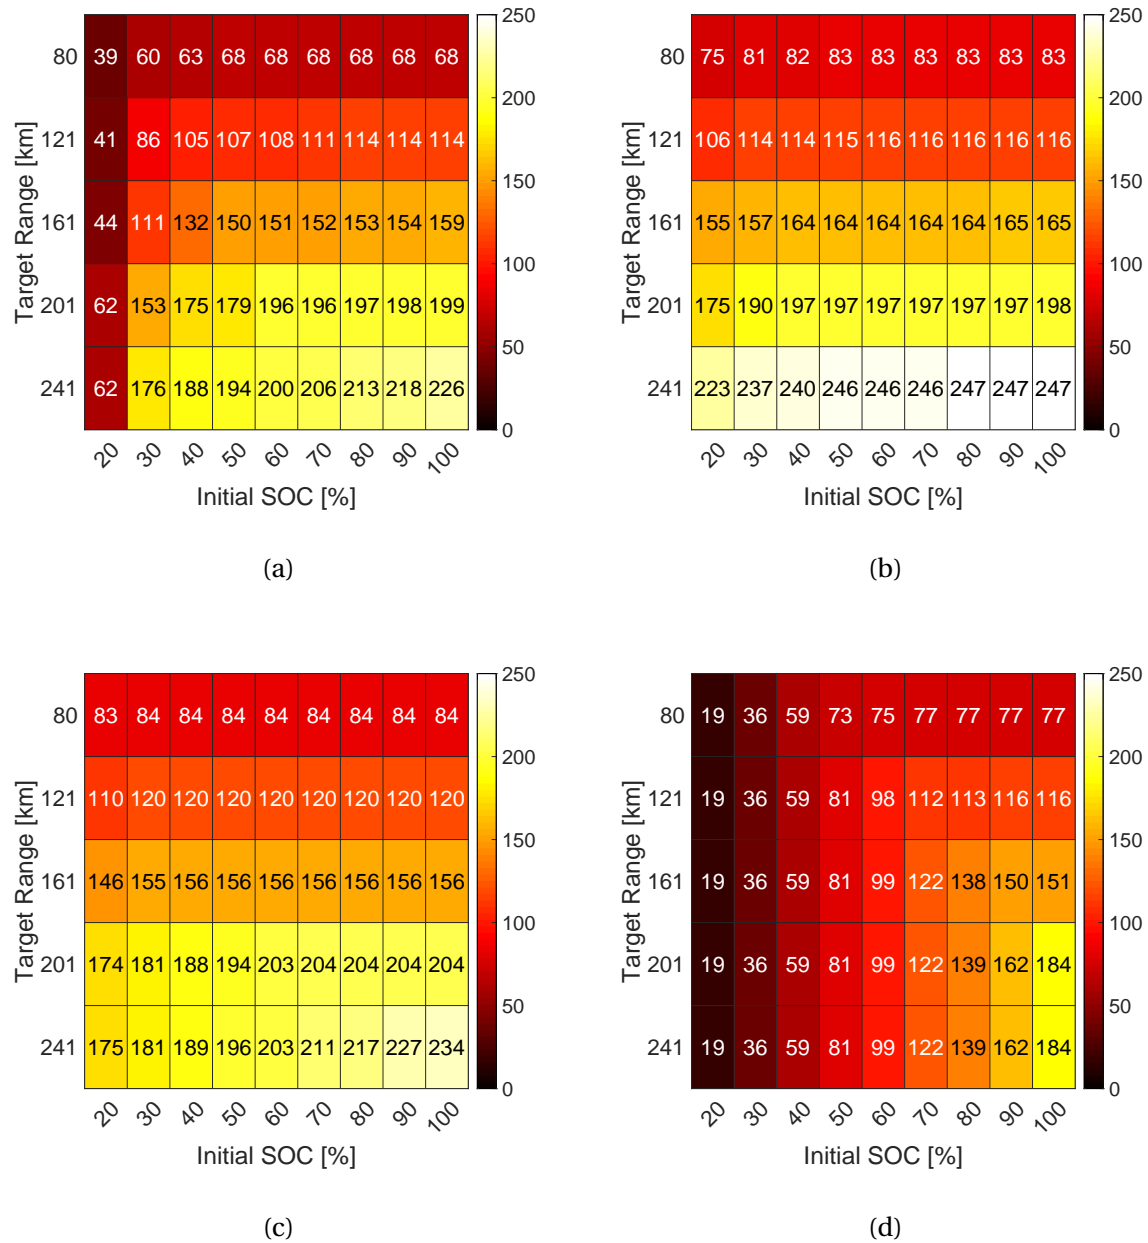 250
80 39 60 63 68 68 68 68 68 68
200
121 41 86 105 107 108 111 114 114 114
150
161 44 111 132 150 151 152 153 154 159
100
201 62 153 175 179 196 196 197 198 199
50
241 62 176 188 194 200 206 213 218 226
0
Target Range [km]
20 30 40 50 60 70 80 90 100
Initial SOC [%]
(a)
250
80 75 81 82 83 83 83 83 83 83
200
121 106 114 114 115 116 116 116 116 116
150
161 155 157 164 164 164 164 164 165 165
100
201 175 190 197 197 197 197 197 197 198
50
241 223 237 240 246 246 246 247 247 247
0
Target Range [km]
20 30 40 50 60 70 80 90 100
Initial SOC [%]
(b)
250
80 83 84 84 84 84 84 84 84 84
200
121 110 120 120 120 120 120 120 120 120
150
161 146 155 156 156 156 156 156 156 156
100
201 174 181 188 194 203 204 204 204 204
50
241 175 181 189 196 203 211 217 227 234
0
Target Range [km]
20 30 40 50 60 70 80 90 100
Initial SOC [%]
(c)
250
80 19 36 59 73 75 77 77 77 77
200
121 19 36 59 81 98 112 113 116 116
150
161 19 36 59 81 99 122 138 150 151
100
201 19 36 59 81 99 122 139 162 184
50
241 19 36 59 81 99 122 139 162 184
0
Target Range [km]
20 30 40 50 60 70 80 90 100
Initial SOC [%]
(d)